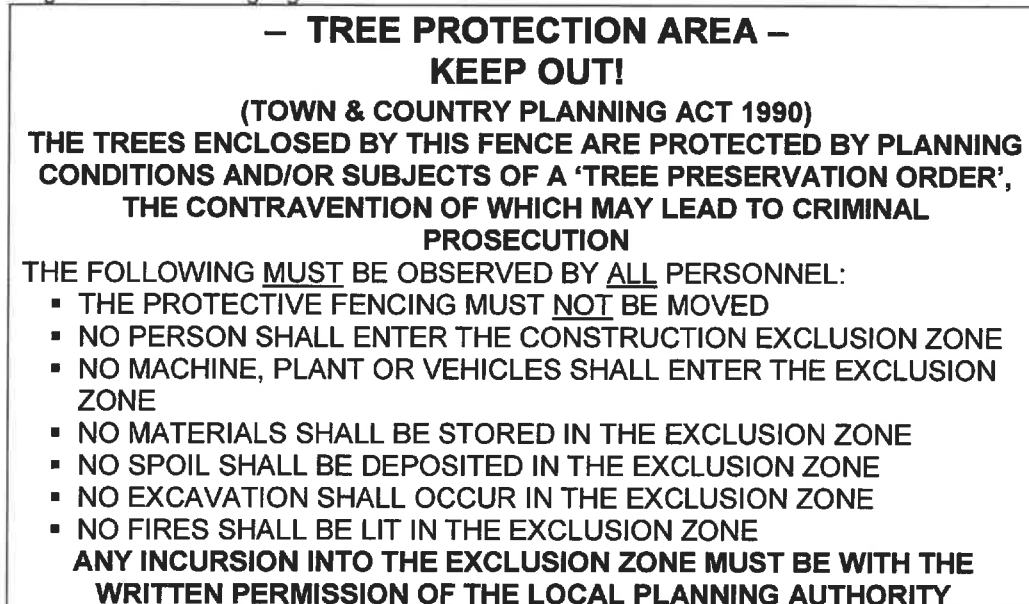 – TREE PROTECTION AREA –
KEEP OUT!
(TOWN & COUNTRY PLANNING ACT 1990)
THE TREES ENCLOSED BY THIS FENCE ARE PROTECTED BY PLANNING
CONDITIONS AND/OR SUBJECTS OF A ‘TREE PRESERVATION ORDER’,
THE CONTRAVENTION OF WHICH MAY LEAD TO CRIMINAL
PROSECUTION
THE FOLLOWING MUST BE OBSERVED BY ALL PERSONNEL:
▪ THE PROTECTIVE FENCING MUST NOT BE MOVED
▪ NO PERSON SHALL ENTER THE CONSTRUCTION EXCLUSION ZONE
▪ NO MACHINE, PLANT OR VEHICLES SHALL ENTER THE EXCLUSION
ZONE
▪ NO MATERIALS SHALL BE STORED IN THE EXCLUSION ZONE
▪ NO SPOIL SHALL BE DEPOSITED IN THE EXCLUSION ZONE
▪ NO EXCAVATION SHALL OCCUR IN THE EXCLUSION ZONE
▪ NO FIRES SHALL BE LIT IN THE EXCLUSION ZONE
ANY INCURSION INTO THE EXCLUSION ZONE MUST BE WITH THE
WRITTEN PERMISSION OF THE LOCAL PLANNING AUTHORITY